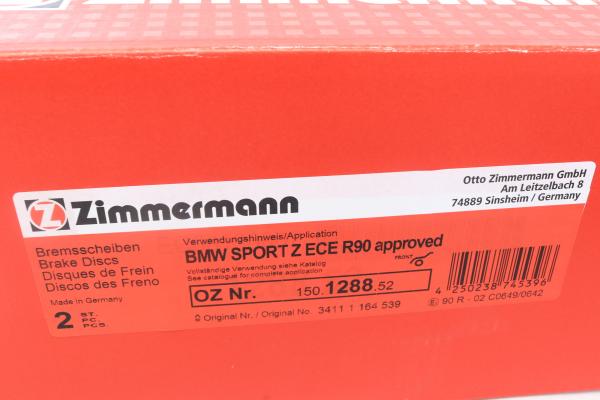 Zimmermann
Otto Zimmermann GmbH
Am Leitzelbach 8
74889 Sinsheim / Germany
Bremsscheiben
Brake Discs
Disques de Frein
Discos del Freno
Made in Germany
2 ST.
PC.
PCS.
Verwendungshinweis/Application
BMW SPORT Z ECE R90 approved
Vollständige Verwendung siehe Katalog
See catalogue for complete application
FRONT
OZ Nr. 150.1288.52
Original Nr. / Original No. 3411 1 164 539
4 250238 745396
E1 90 R - 02 C0649/0642